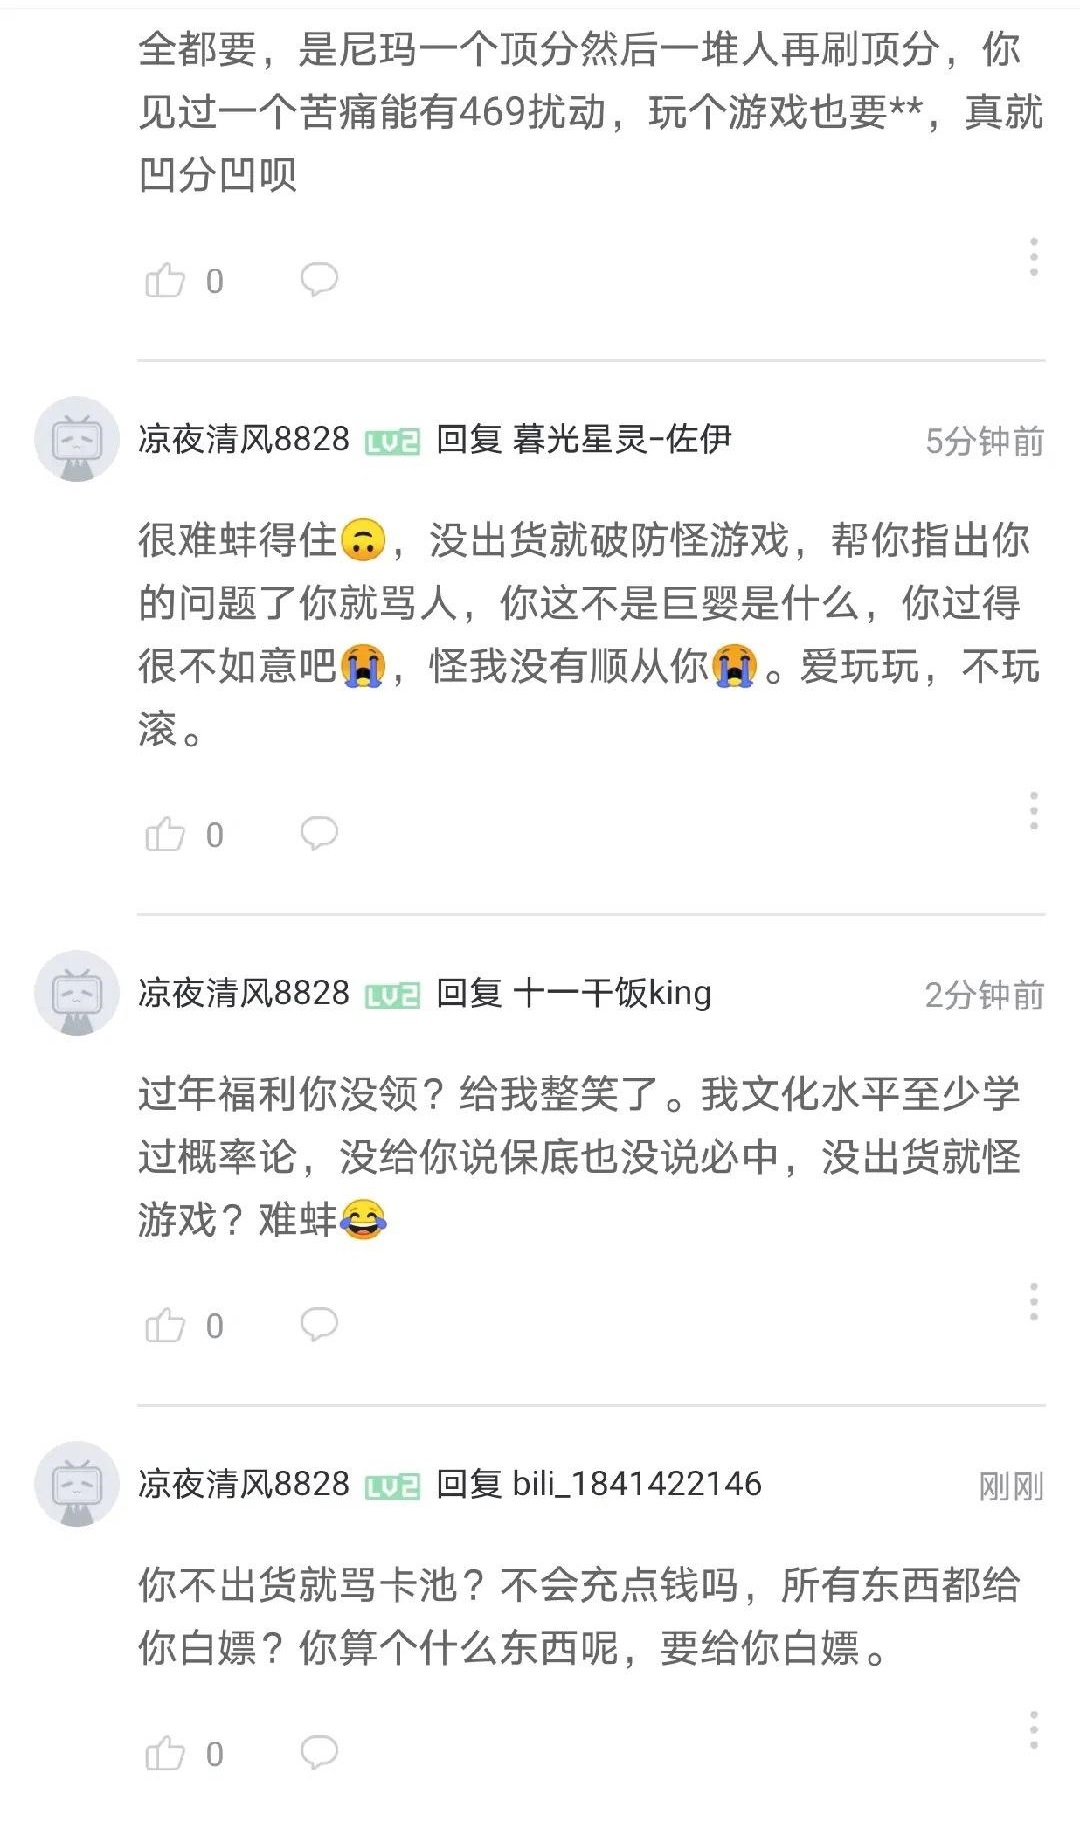 全都要，是尼玛一个顶分然后一堆人再刷顶分，你
见过一个苦痛能有469扰动，玩个游戏也要**，真就
凹分凹呗
0
凉夜清风8828 LV2 回复 暮光星灵-佐伊 5分钟前
很难蚌得住🙃，没出货就破防怪游戏，帮你指出你
的问题了你就骂人，你这不是巨婴是什么，你过得
很不如意吧😭，怪我没有顺从你😭。爱玩玩，不玩
滚。
0
凉夜清风8828 LV2 回复 十一干饭king 2分钟前
过年福利你没领？给我整笑了。我文化水平至少学
过概率论，没给你说保底也没说必中，没出货就怪
游戏？难蚌😂
0
凉夜清风8828 LV2 回复 bili_1841422146 刚刚
你不出货就骂卡池？不会充点钱吗，所有东西都给
你白嫖？你算个什么东西呢，要给你白嫖。
0